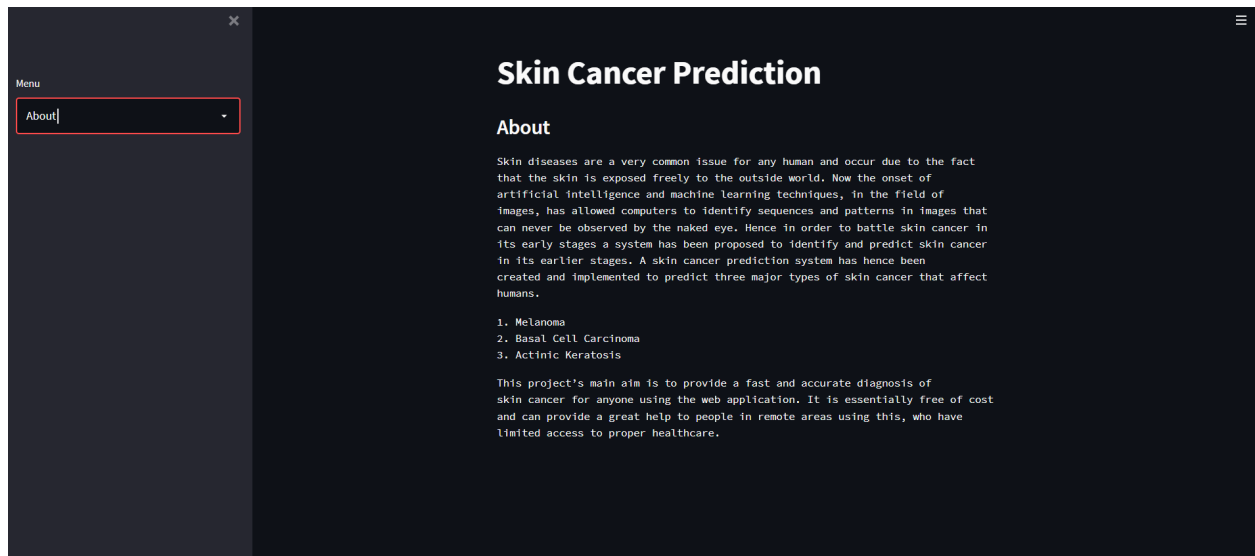 Menu
About
Skin Cancer Prediction
About
Skin diseases are a very common issue for any human and occur due to the fact
that the skin is exposed freely to the outside world. Now the onset of
artificial intelligence and machine learning techniques, in the field of
images, has allowed computers to identify sequences and patterns in images that
can never be observed by the naked eye. Hence in order to battle skin cancer in
its early stages a system has been proposed to identify and predict skin cancer
in its earlier stages. A skin cancer prediction system has hence been
created and implemented to predict three major types of skin cancer that affect
humans.
1. Melanoma
2. Basal Cell Carcinoma
3. Actinic Keratosis
This project’s main aim is to provide a fast and accurate diagnosis of
skin cancer for anyone using the web application. It is essentially free of cost
and can provide a great help to people in remote areas using this, who have
limited access to proper healthcare.